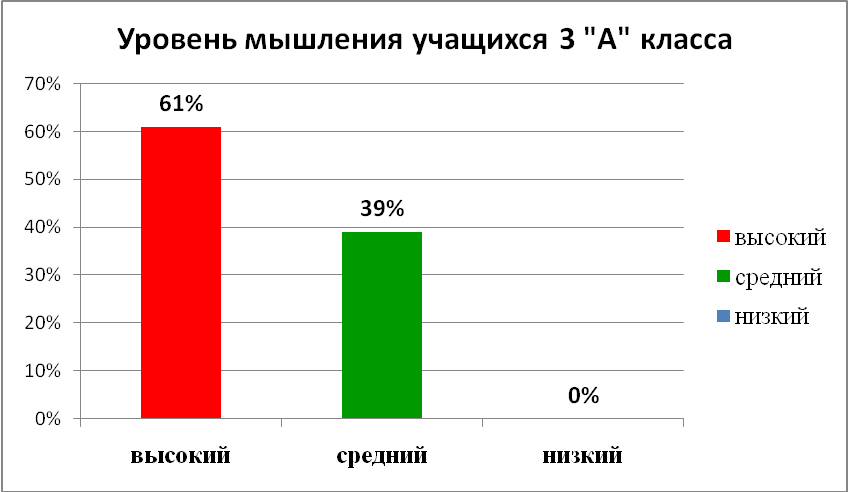 Уровень мышления учащихся 3 "А" класса
70%
60%
50%
40%
30%
20%
10%
0%
61%
39%
0%
высокий
средний
низкий
высокий
средний
низкий